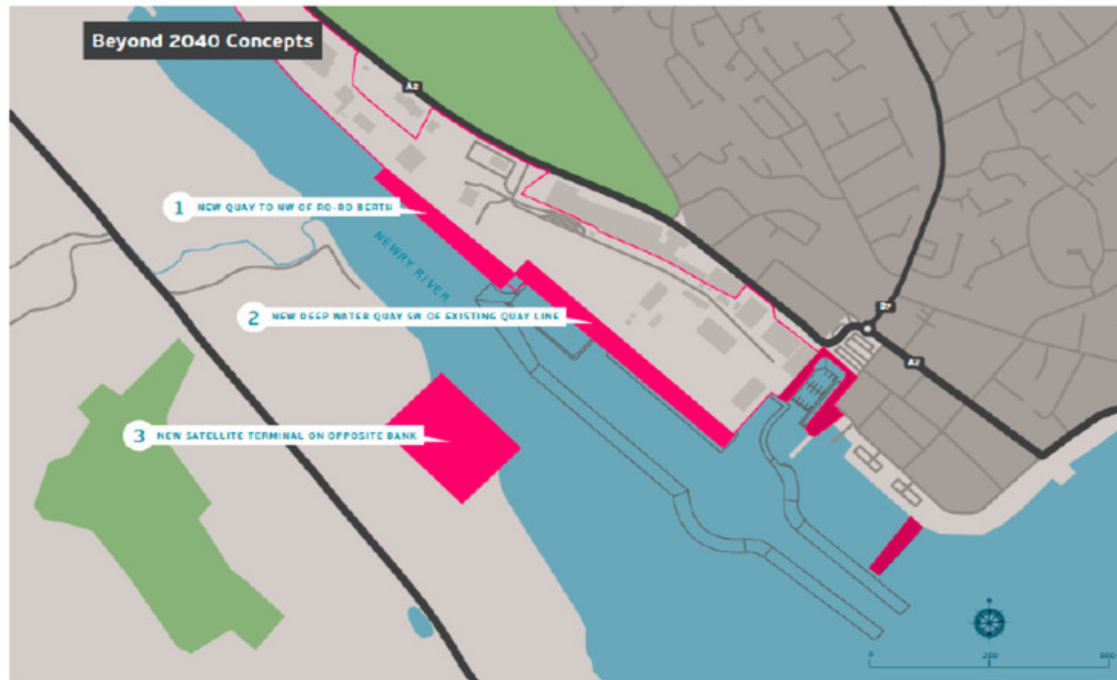 Beyond 2040 Concepts
A2
1 NEW QUAY TO NW OF RO-RO BERTH
NEWRY RIVER
2 NEW DEEP WATER QUAY SW OF EXISTING QUAY LINE
B7
A2
3 NEW SATELLITE TERMINAL ON OPPOSITE BANK
0